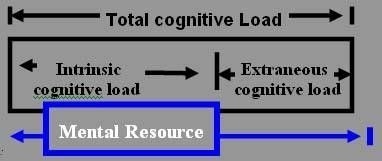 Total cognitive Load
Intrinsic Extraneous
cognitive load cognitive load
Mental Resource